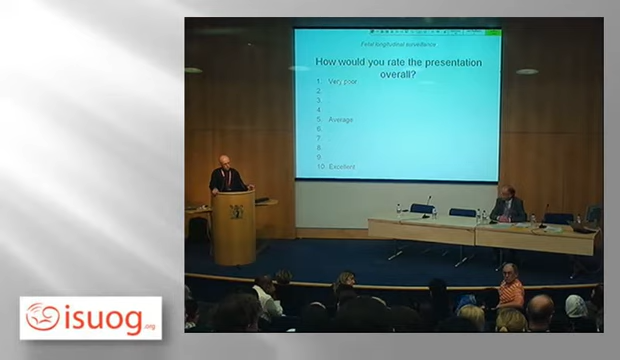 Fetal longitudinal surveillance
How would you rate the presentation
overall?
1. Very poor
2.
3.
4.
5. Average
6.
7.
8.
9.
10. Excellent
isuog.org